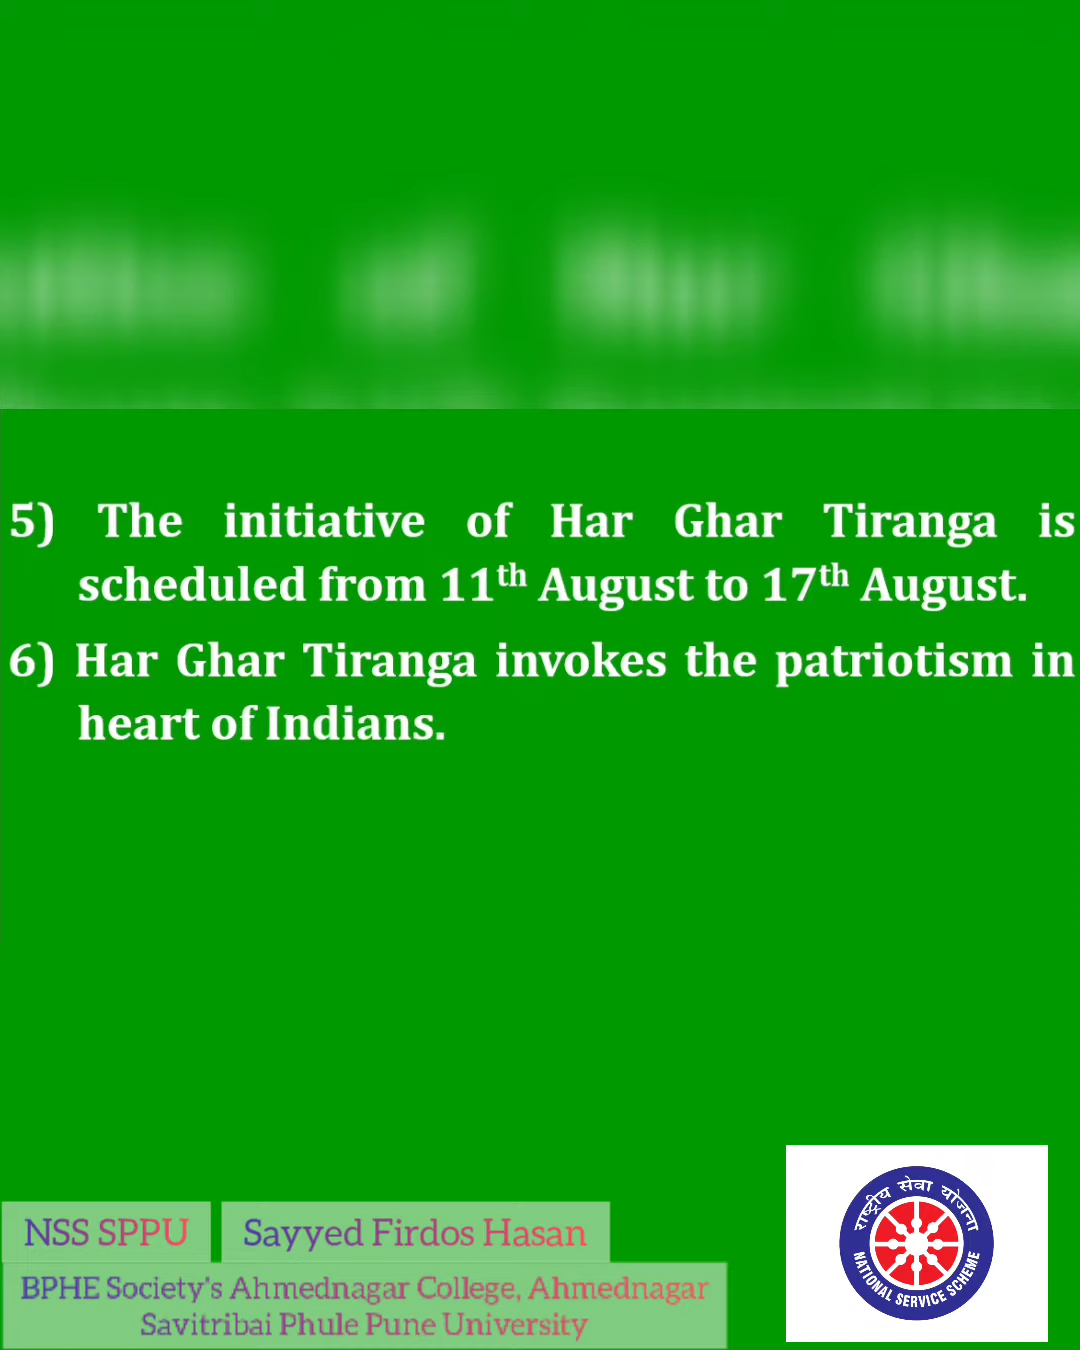 5) The initiative of Har Ghar Tiranga is
scheduled from 11th August to 17th August.
6) Har Ghar Tiranga invokes the patriotism in
heart of Indians.
NSS SPPU
Sayyed Firdos Hasan
BPHE Society's Ahmednagar College, Ahmednagar
Savitribai Phule Pune University
राष्ट्रीय सेवा योजना
NATIONAL SERVICE SCHEME